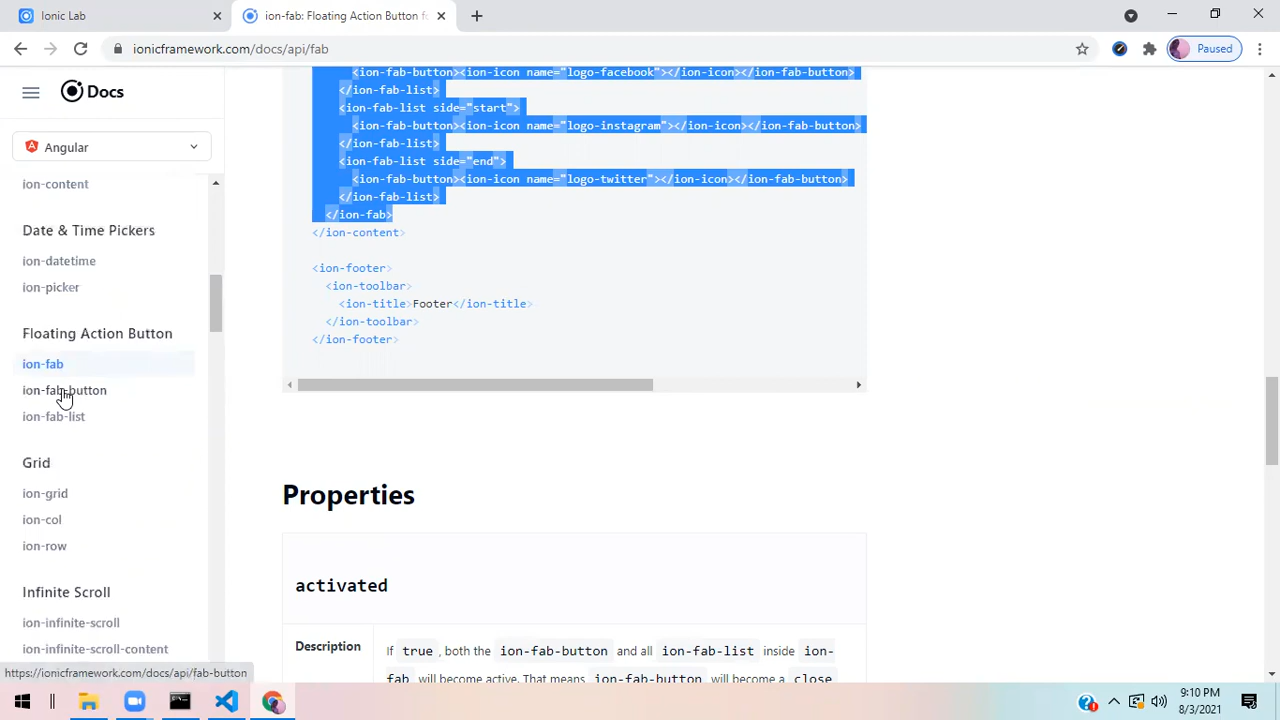 Ionic Lab
ion-fab: Floating Action Button fo
ionicframework.com/docs/api/fab
Paused
Docs
Angular
ion-content
Date & Time Pickers
ion-datetime
ion-picker
Floating Action Button
ion-fab
ion-fab-button
ion-fab-list
Grid
ion-grid
ion-col
ion-row
Infinite Scroll
ion-infinite-scroll
ion-infinite-scroll-content
https://ionicframework.com/docs/api/fab-button
<ion-fab-button><ion-icon name="logo-facebook"></ion-icon></ion-fab-button>
</ion-fab-list>
<ion-fab-list side="start">
<ion-fab-button><ion-icon name="logo-instagram"></ion-icon></ion-fab-button>
</ion-fab-list>
<ion-fab-list side="end">
<ion-fab-button><ion-icon name="logo-twitter"></ion-icon></ion-fab-button>
</ion-fab-list>
</ion-fab>
</ion-content>
<ion-footer>
<ion-toolbar>
<ion-title>Footer</ion-title>
</ion-toolbar>
</ion-footer>
Properties
activated
Description
If true, both the ion-fab-button and all ion-fab-list inside ion-
fab will become active. That means ion-fab-button will become a close
9:10 PM
8/3/2021